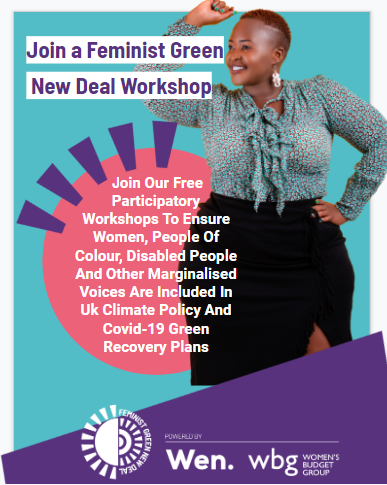 Join a Feminist Green
New Deal Workshop
Join Our Free
Participatory
Workshops To Ensure
Women, People Of
Colour, Disabled People
And Other Marginalised
Voices Are Included In
Uk Climate Policy And
Covid-19 Green
Recovery Plans
FEMINIST GREEN NEW DEAL
POWERED BY
Wen. wbg WOMEN'S
BUDGET
GROUP